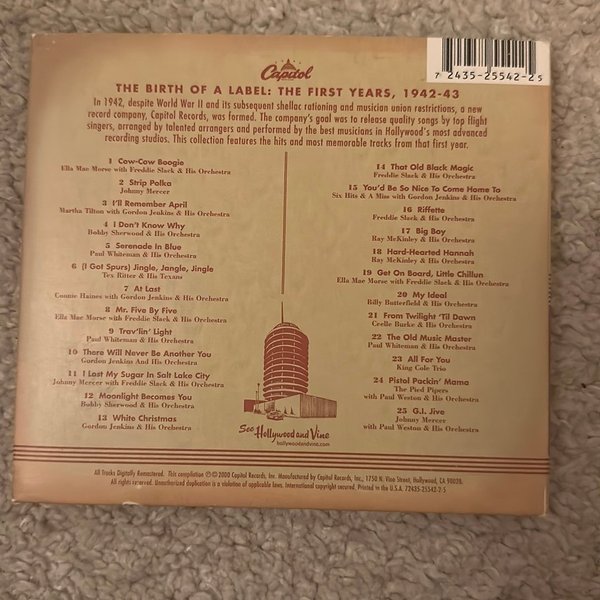 Capitol
7 2435-25542-2 5
THE BIRTH OF A LABEL: THE FIRST YEARS, 1942-43
In 1942, despite World War II and its subsequent shellac rationing and musician union restrictions, a new
record company, Capitol Records, was formed. The company's goal was to release quality songs by top flight
singers, arranged by talented arrangers and performed by the best musicians in Hollywood's most advanced
recording studios. This collection features the hits and most memorable tracks from that first year.
1 Cow-Cow Boogie
Ella Mae Morse with Freddie Slack & His Orchestra
2 Strip Polka
Johnny Mercer
3 I'll Remember April
Martha Tilton with Gordon Jenkins & His Orchestra
4 I Don't Know Why
Bobby Sherwood & His Orchestra
5 Serenade In Blue
Paul Whiteman & His Orchestra
6 (I Got Spurs) Jingle, Jangle, Jingle
Tex Ritter & His Texans
7 At Last
Connie Haines with Gordon Jenkins & His Orchestra
8 Mr. Five By Five
Ella Mae Morse with Freddie Slack & His Orchestra
9 Trav'lin' Light
Paul Whiteman & His Orchestra
10 There Will Never Be Another You
Gordon Jenkins And His Orchestra
11 I Lost My Sugar In Salt Lake City
Johnny Mercer with Freddie Slack & His Orchestra
12 Moonlight Becomes You
Bobby Sherwood & His Orchestra
13 White Christmas
Gordon Jenkins & His Orchestra
14 That Old Black Magic
Freddie Slack & His Orchestra
15 You'd Be So Nice To Come Home To
Six Hits & A Miss with Gordon Jenkins & His Orchestra
16 Riffette
Freddie Slack & His Orchestra
17 Big Boy
Ray McKinley & His Orchestra
18 Hard-Hearted Hannah
Ray McKinley & His Orchestra
19 Get On Board, Little Chillun
Ella Mae Morse with Freddie Slack & His Orchestra
20 My Ideal
Billy Butterfield & His Orchestra
21 From Twilight 'Til Dawn
Ceelle Burke & His Orchestra
22 The Old Music Master
Paul Whiteman & His Orchestra
23 All For You
King Cole Trio
24 Pistol Packin' Mama
The Pied Pipers
with Paul Weston & His Orchestra
25 G.I. Jive
Johnny Mercer
with Paul Weston & His Orchestra
See Hollywood and Vine
hollywoodandvine.com
All Tracks Digitally Remastered. This compilation ℗© 2000 Capitol Records, Inc. Manufactured by Capitol Records, Inc., 1750 N. Vine Street, Hollywood, CA 90028.
All rights reserved. Unauthorized duplication is a violation of applicable laws. International copyright secured. Printed in the U.S.A. 72435-25542-2-5